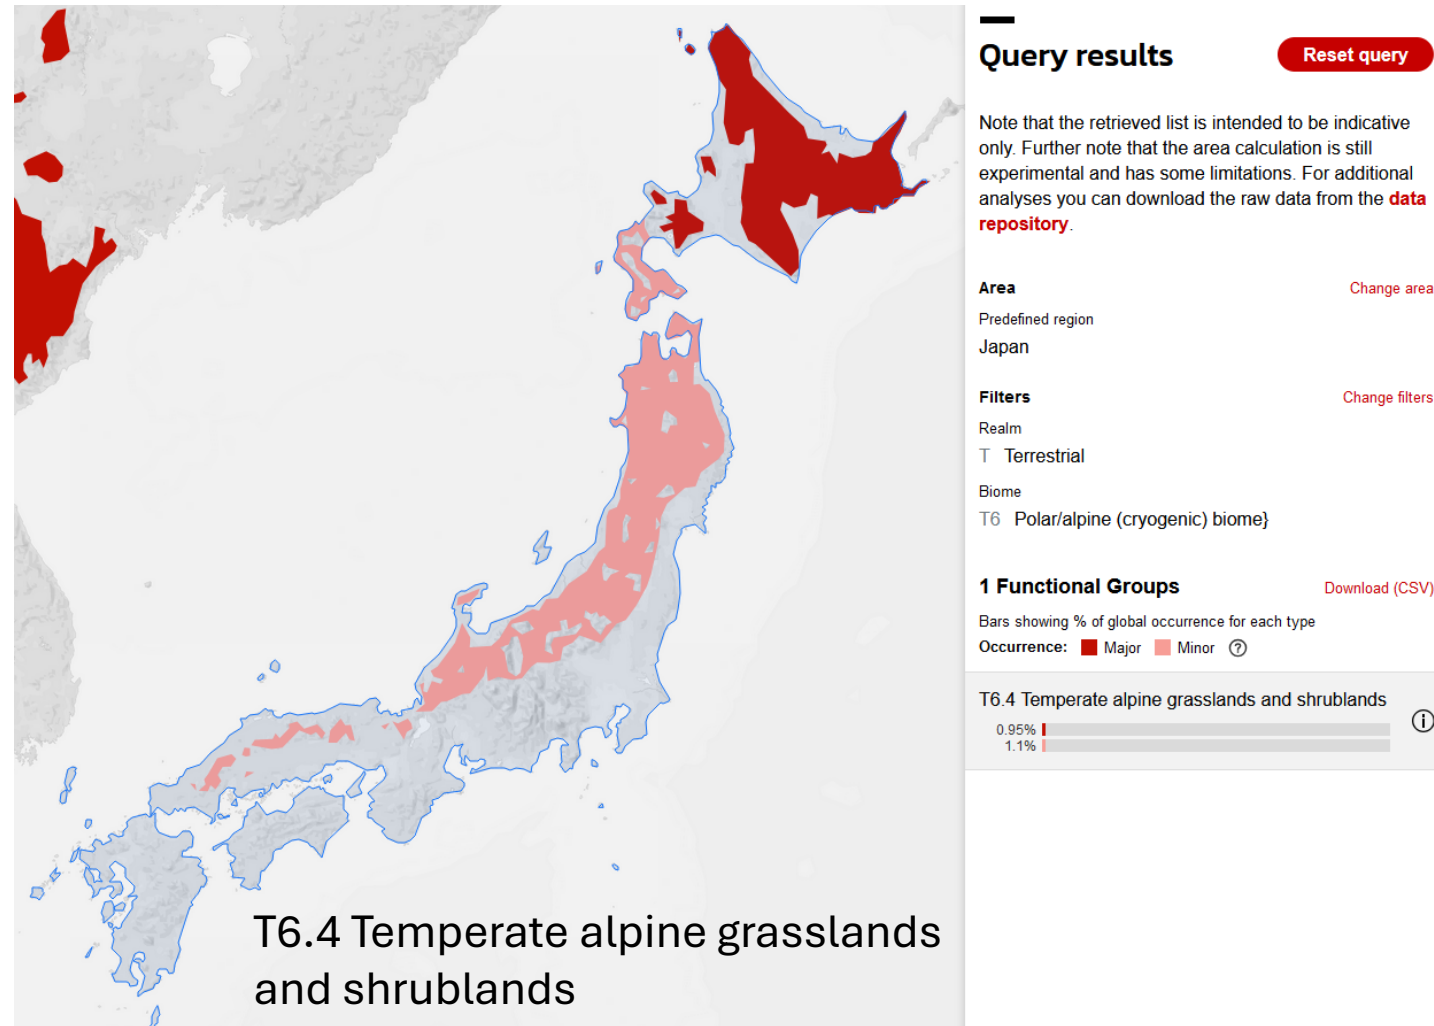 Query results
Reset query
Note that the retrieved list is intended to be indicative
only. Further note that the area calculation is still
experimental and has some limitations. For additional
analyses you can download the raw data from the data
repository.
Area
Change area
Predefined region
Japan
Filters
Change filters
Realm
T Terrestrial
Biome
T6 Polar/alpine (cryogenic) biome}
1 Functional Groups
Download (CSV)
Bars showing % of global occurrence for each type
Occurrence: Major Minor ?
T6.4 Temperate alpine grasslands and shrublands
0.95%
1.1%
T6.4 Temperate alpine grasslands
and shrublands